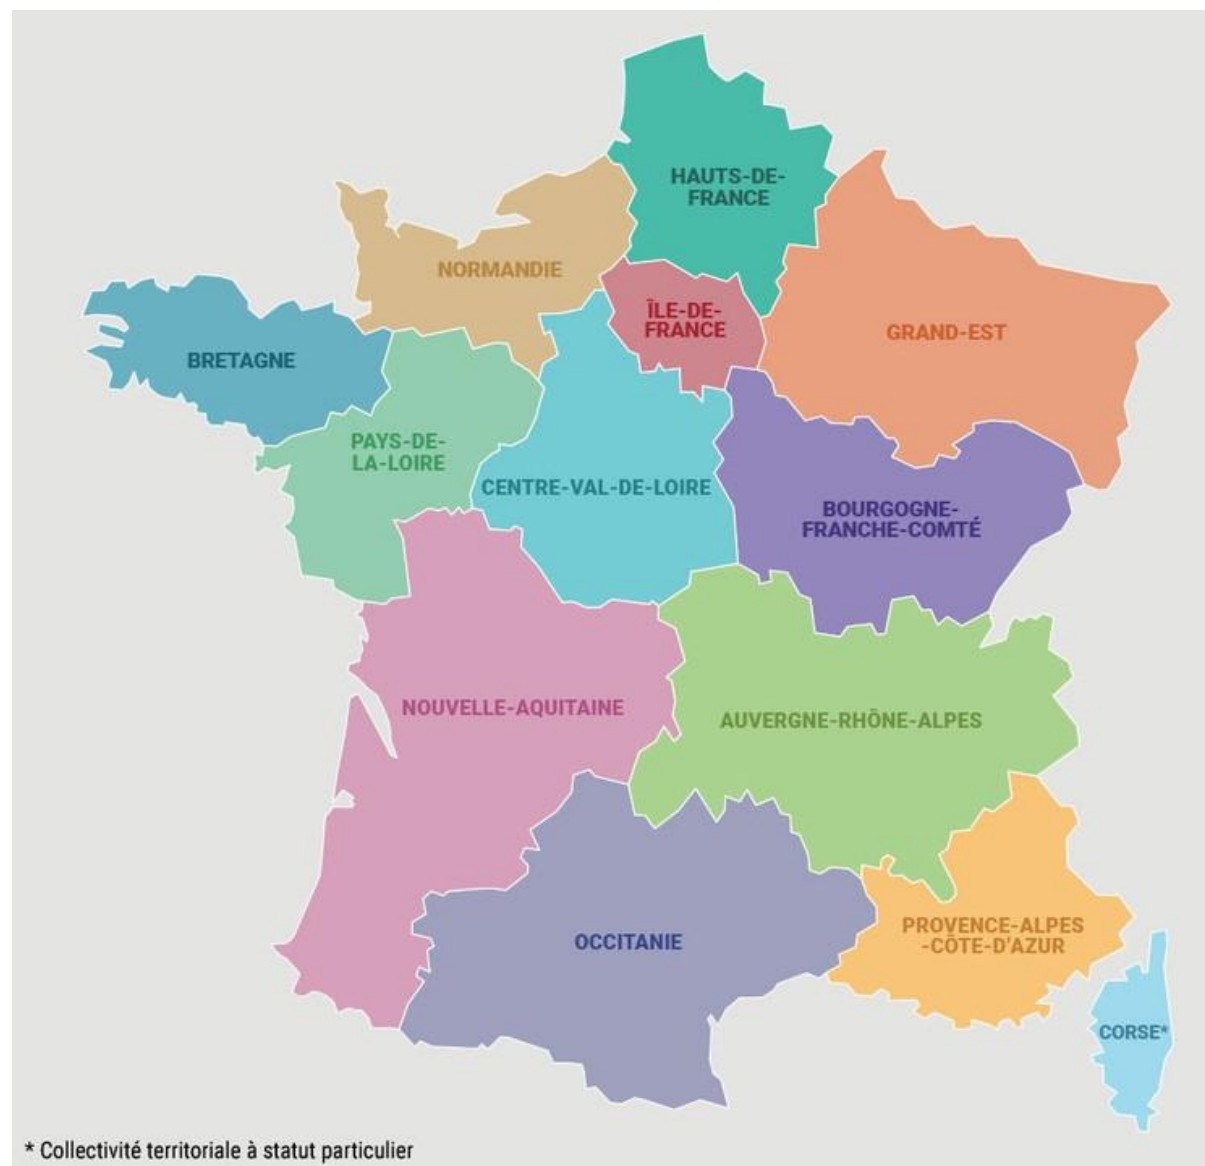 HAUTS-DE-
FRANCE
NORMANDIE
ÎLE-DE-
FRANCE
GRAND-EST
BRETAGNE
PAYS-DE-
LA-LOIRE
CENTRE-VAL-DE-LOIRE
BOURGOGNE-
FRANCHE-COMTÉ
NOUVELLE-AQUITAINE
AUVERGNE-RHÔNE-ALPES
OCCITANIE
PROVENCE-ALPES
-CÔTE-D'AZUR
CORSE*
* Collectivité territoriale à statut particulier